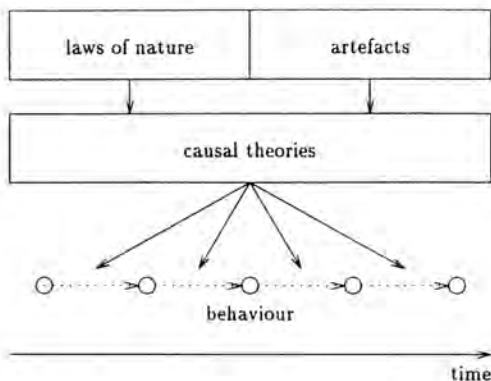 laws of nature
artefacts
causal theories
behaviour
time